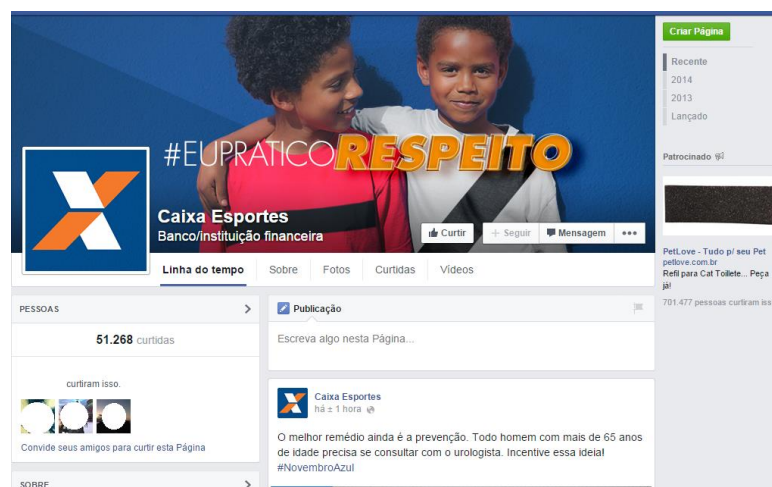 Criar Página
Recente
2014
2013
Lançado
#EUPRATICORESPEITO
Caixa Esportes
Banco/instituição financeira
Curtir
Seguir
Mensagem
Linha do tempo
Sobre
Fotos
Curtidas
Vídeos
Patrocinado
PetLove - Tudo p/ seu Pet
petlove.com.br
Refil para Cat Toillete... Peça
já!
701.477 pessoas curtiram iss
PESSOAS
51.268 curtidas
curtiram isso.
Convide seus amigos para curtir esta Página
SOBRE
Publicação
Escreva algo nesta Página...
Caixa Esportes
há ± 1 hora
O melhor remédio ainda é a prevenção. Todo homem com mais de 65 anos
de idade precisa se consultar com o urologista. Incentive essa ideia!
#NovembroAzul